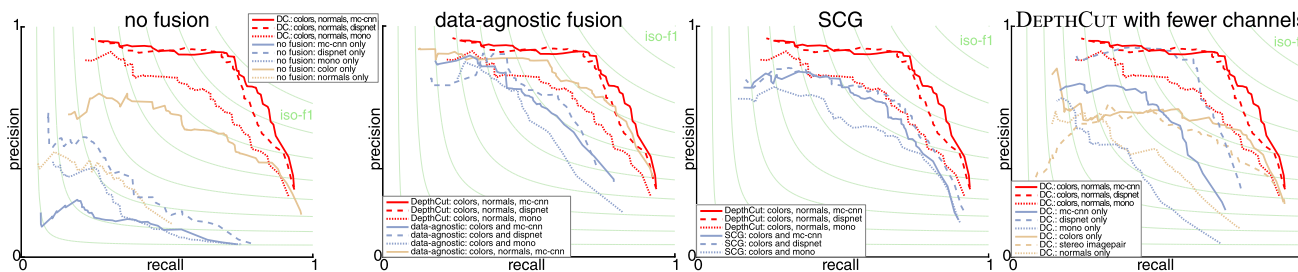 no fusion
DC.: colors, normals, mc-cnn
DC.: colors, normals, dispnet
DC.: colors, normals, mono
no fusion: mc-cnn only
no fusion: dispnet only
no fusion: mono only
no fusion: color only
no fusion: normals only
iso-f1
1
precision
0
0
recall
1
data-agnostic fusion
iso-f1
1
precision
DepthCut: colors, normals, mc-cnn
DepthCut: colors, normals, dispnet
DepthCut: colors, normals, mono
data-agnostic: colors and mc-cnn
data-agnostic: colors and dispnet
data-agnostic: colors and mono
data-agnostic: colors, normals, mc-cnn
0
0
recall
1
SCG
iso-f1
1
precision
DepthCut: colors, normals, mc-cnn
DepthCut: colors, normals, dispnet
DepthCut: colors, normals, mono
SCG: colors and mc-cnn
SCG: colors and dispnet
SCG: colors and mono
0
0
recall
1
DEPTHCUT with fewer channels
iso-f
1
precision
DC.: colors, normals, mc-cnn
DC.: colors, normals, dispnet
DC.: colors, normals, mono
DC.: mc-cnn only
DC.: dispnet only
DC.: mono only
DC.: colors only
DC.: stereo imagepair
DC.: normals only
0
0
recall
1